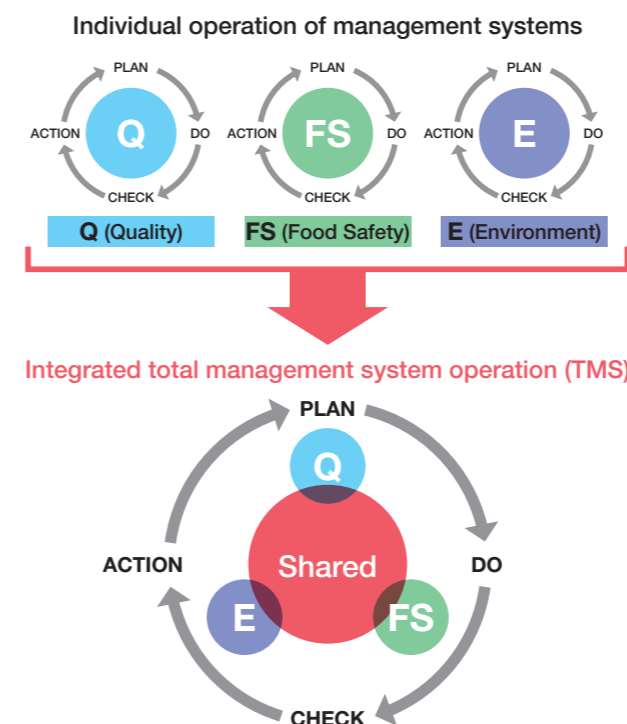 Individual operation of management systems
PLAN
ACTION
Q
DO
CHECK
PLAN
ACTION
FS
DO
CHECK
PLAN
ACTION
E
DO
CHECK
Q (Quality)
FS (Food Safety)
E (Environment)
Integrated total management system operation (TMS)
PLAN
Q
ACTION
Shared
DO
E
FS
CHECK